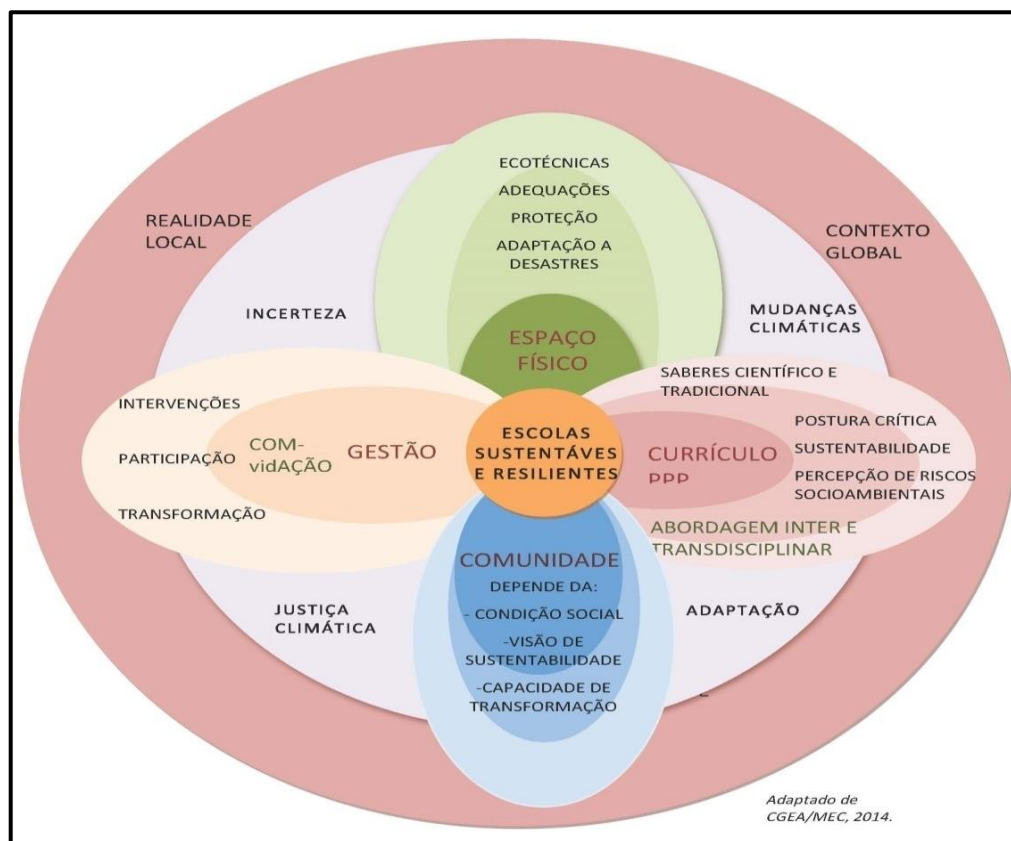 ECOTÉCNICAS
ADEQUAÇÕES
PROTEÇÃO
ADAPTAÇÃO A
DESASTRES
REALIDADE
LOCAL
CONTEXTO
GLOBAL
INCERTEZA
MUDANÇAS
CLIMÁTICAS
ESPAÇO
FÍSICO
INTERVENÇÕES
PARTICIPAÇÃO
TRANSFORMAÇÃO
COM-
vidAÇÃO
GESTÃO
ESCOLAS
SUSTENTÁVES
E RESILIENTES
SABERES CIENTÍFICO E
TRADICIONAL
CURRÍCULO
PPP
POSTURA CRÍTICA
SUSTENTABILIDADE
PERCEPÇÃO DE RISCOS
SOCIOAMBIENTAIS
ABORDAGEM INTER E
TRANSDISCIPLINAR
COMUNIDADE
DEPENDE DA:
- CONDIÇÃO SOCIAL
-VISÃO DE
SUSTENTABILIDADE
-CAPACIDADE DE
TRANSFORMAÇÃO
JUSTIÇA
CLIMÁTICA
ADAPTAÇÃO
Adaptado de
CGEA/MEC, 2014.